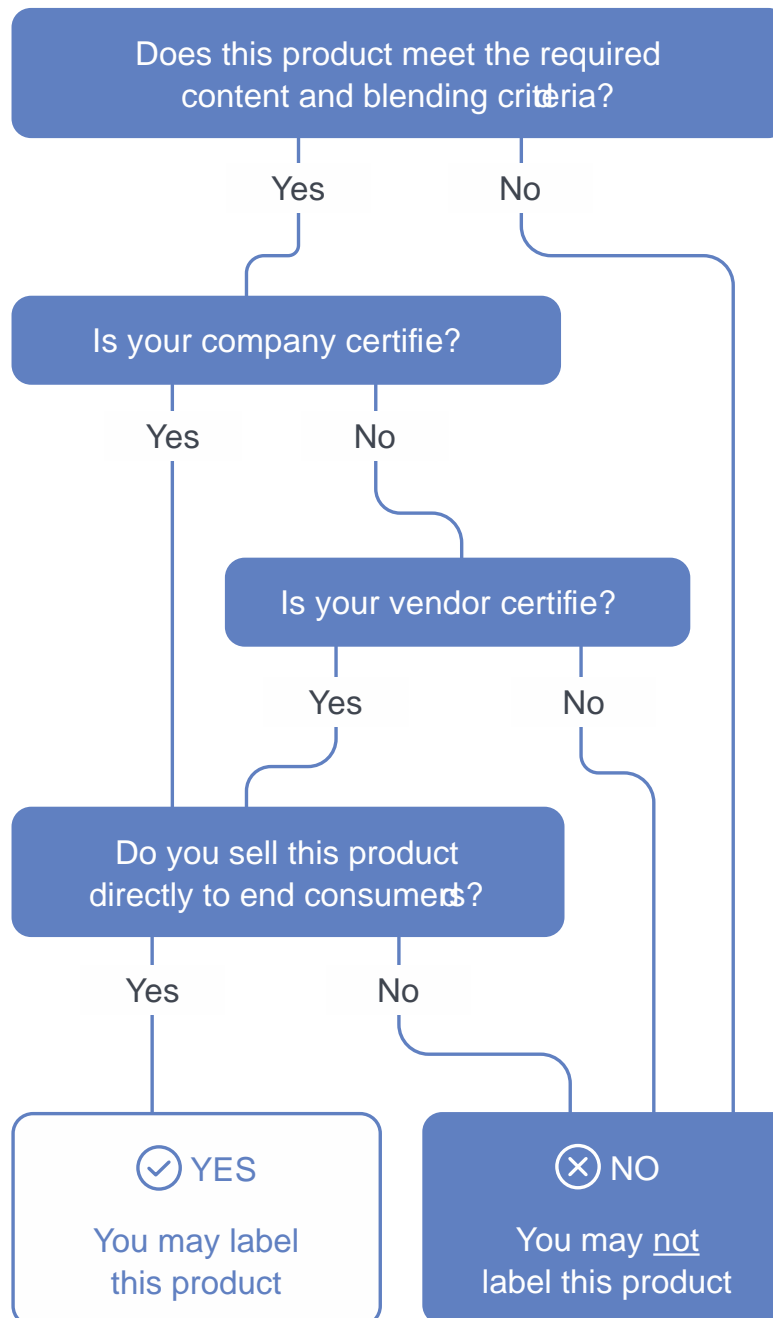 Does this product meet the required
content and blending criteria?
Yes
No
Is your company certifie?
Yes
No
Is your vendor certifie?
Yes
No
Do you sell this product
directly to end consumers?
Yes
No
YES
You may label
this product
NO
You may not
label this product